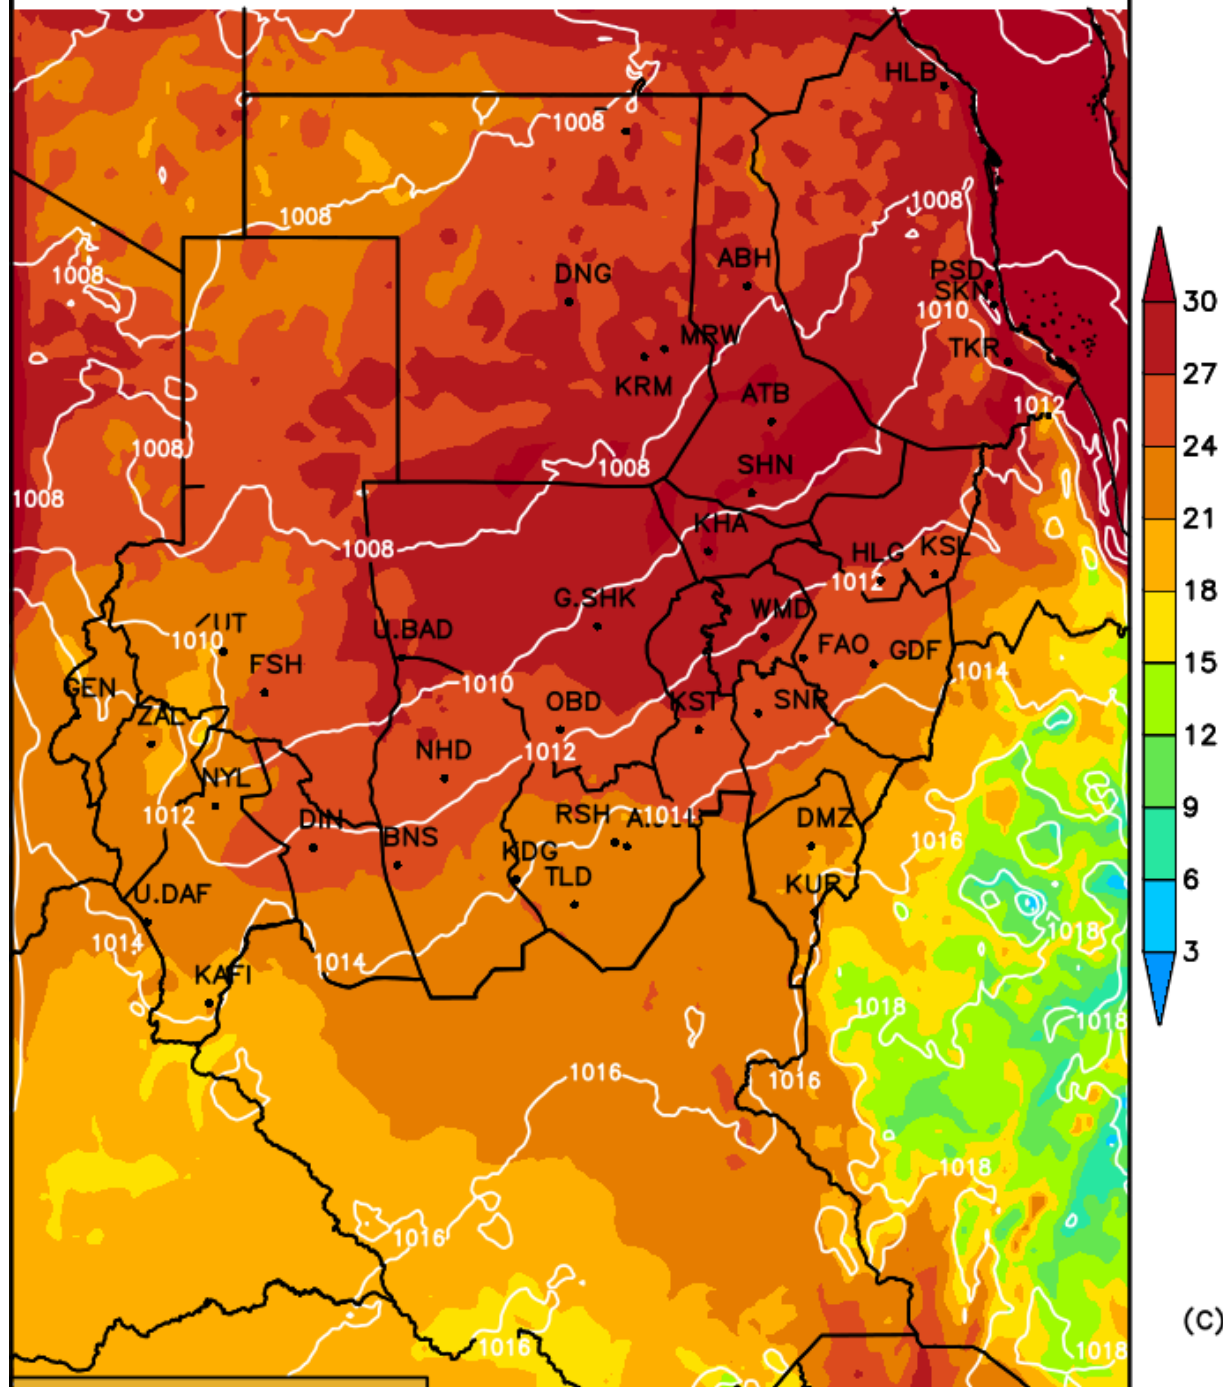 HLB
1008
1008
1008
ABH
PSD
1008
DNG
SKN
30
1010
MRW
TKR
27
KRM
ATB
1012
1008
24
1008
SHN
1008
21
KHA
1008
HLG
KSL
1012
18
G.SHK
WMD
U.BAD
1010
FAO
GDF
15
FSH
1014
GEN
1010
OBD
KST
SNR
ZAL
12
NHD
1012
NYL
1012
RSH
1014
DMZ
9
DIN
BNS
1016
KDG
TLD
KUR
6
U.DAF
1018
1014
1014
3
KAFI
1018
1018
1016
1016
1018
1016
(C)
1016
1018